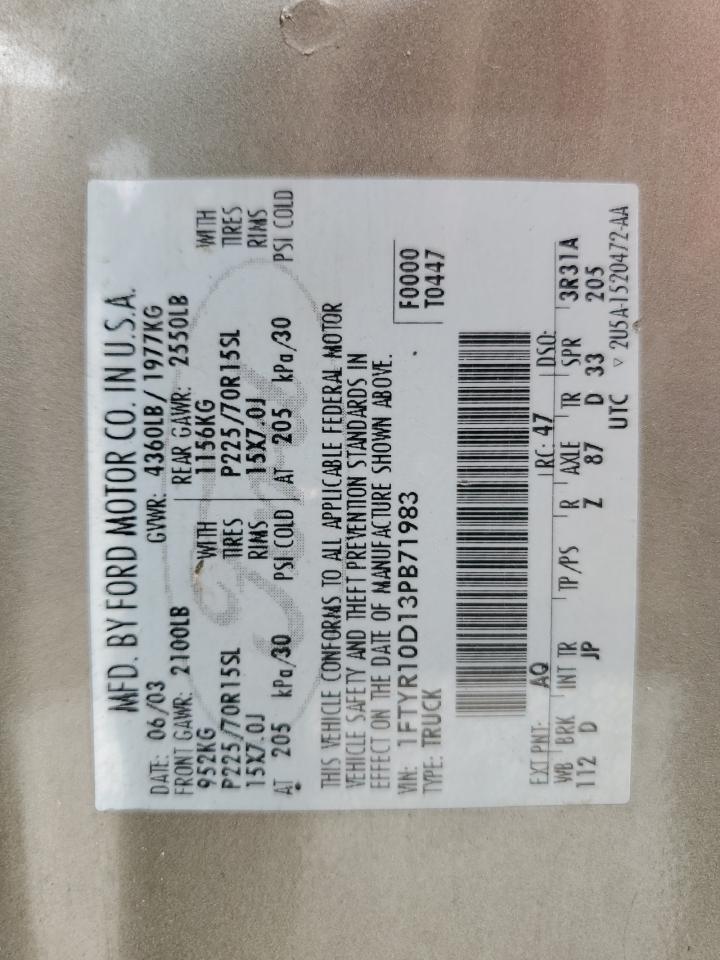 MFD. BY FORD MOTOR CO. IN U.S.A.
DATE: 06/03 GVWR: 4360LB/ 1977KG
FRONT GAWR: 2100LB REAR GAWR: 2550LB
952KG WITH 1156KG WITH
P225/70R15SL TIRES P225/70R15SL TIRES
15X7.0J RIMS 15X7.0J RIMS
AT 205 kPa/30 PSI COLD AT 205 kPa/30 PSI COLD
THIS VEHICLE CONFORMS TO ALL APPLICABLE FEDERAL MOTOR
VEHICLE SAFETY AND THEFT PREVENTION STANDARDS IN
EFFECT ON THE DATE OF MANUFACTURE SHOWN ABOVE.
VIN: 1FTYR10D13PB71983 F0000
TYPE: TRUCK T0447
EXT PNT: AQ RC: 47 DSO:
WB BRK INT TR TP/PS R AXLE TR SPR 3R31A
112 D JP Z 87 D 33 205
UTC ▽ 2U5A-1520472-AA